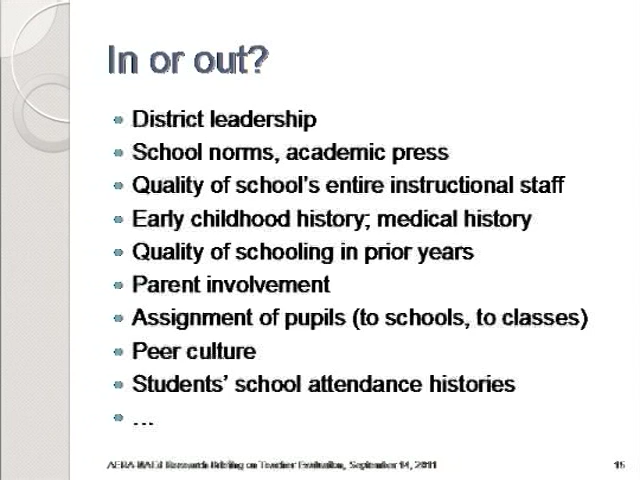 In or out?
District leadership
School norms, academic press
Quality of school's entire instructional staff
Early childhood history; medical history
Quality of schooling in prior years
Parent involvement
Assignment of pupils (to schools, to classes)
Peer culture
Students' school attendance histories
...
AERA-NAEd Research Briefing on Teacher Evaluation, September 14, 2011